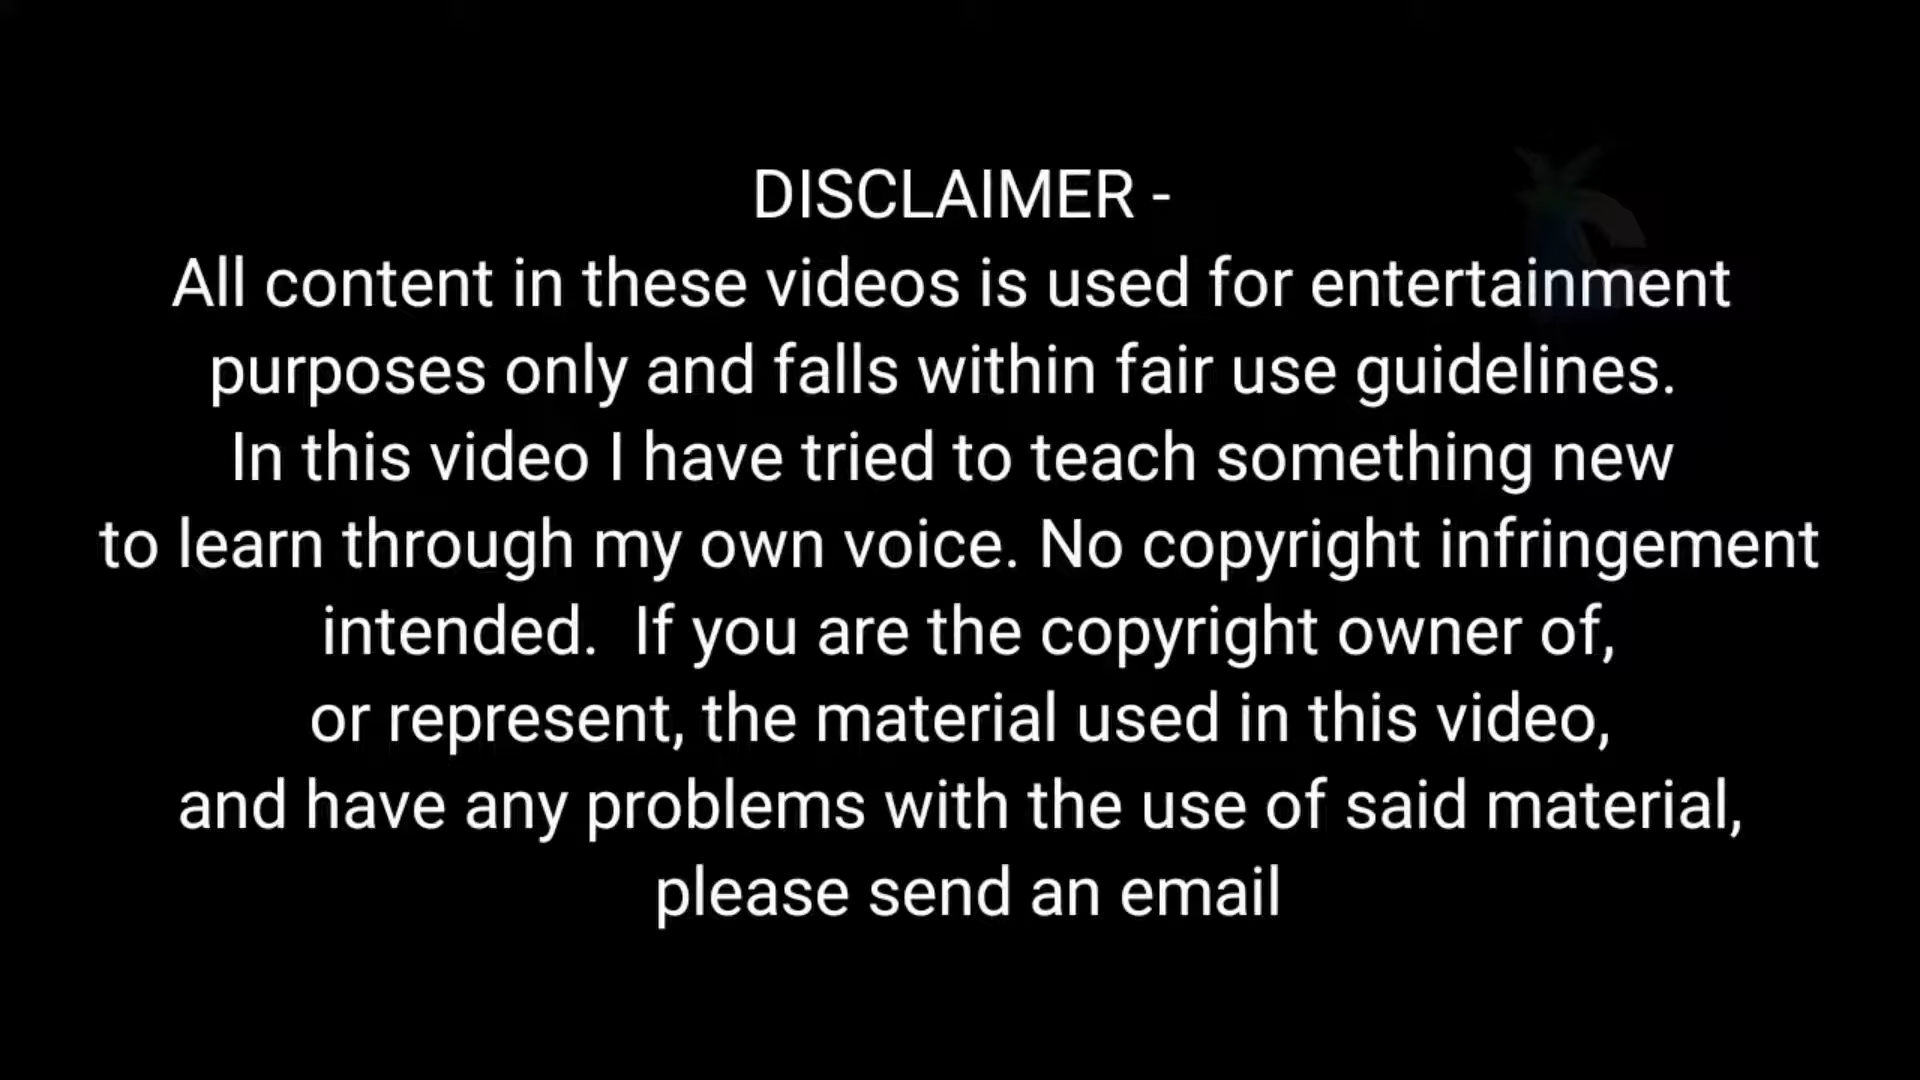 DISCLAIMER -
All content in these videos is used for entertainment
purposes only and falls within fair use guidelines.
In this video I have tried to teach something new
to learn through my own voice. No copyright infringement
intended.  If you are the copyright owner of,
or represent, the material used in this video,
and have any problems with the use of said material,
please send an email